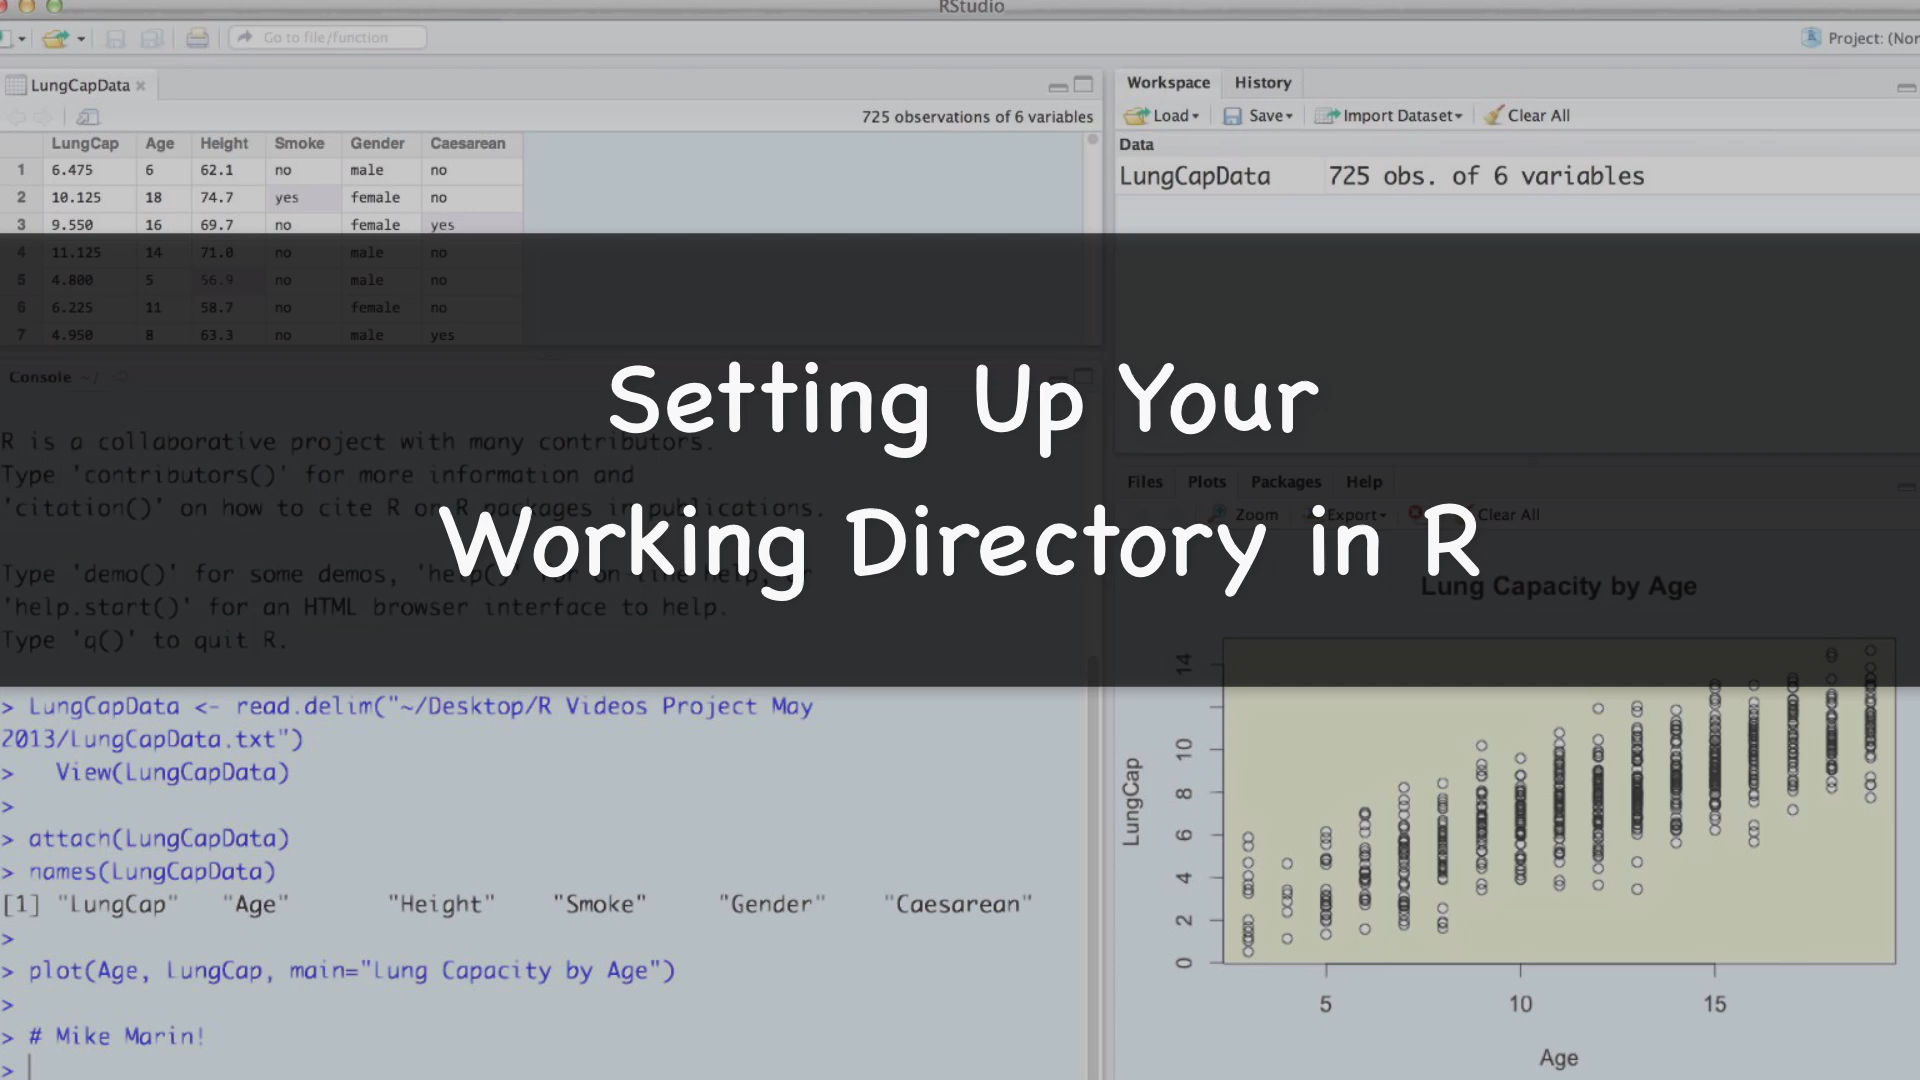 RStudio
Go to file/function
Project: (Nor
LungCapData
725 observations of 6 variables
LungCap Age Height Smoke Gender Caesarean
1 6.475 6 62.1 no male no
2 10.125 18 74.7 yes female no
3 9.550 16 69.7 no female yes
4 11.125 14 71.0 no male no
5 4.800 5 56.9 no male no
6 6.225 11 58.7 no female no
7 4.950 8 63.3 no male yes
Workspace History
Load Save Import Dataset Clear All
Data
LungCapData 725 obs. of 6 variables
Setting Up Your
Working Directory in R
Console ~/
R is a collaborative project with many contributors.
Type 'contributors()' for more information and
'citation()' on how to cite R or R packages in publications.
Type 'demo()' for some demos, 'help()' for on-line help, or
'help.start()' for an HTML browser interface to help.
Type 'q()' to quit R.
> LungCapData <- read.delim("~/Desktop/R Videos Project May
2013/LungCapData.txt")
> View(LungCapData)
>
> attach(LungCapData)
> names(LungCapData)
[1] "LungCap" "Age" "Height" "Smoke" "Gender" "Caesarean"
>
> plot(Age, LungCap, main="Lung Capacity by Age")
>
> # Mike Marin!
>
Files Plots Packages Help
Zoom Export Clear All
Lung Capacity by Age
14
10
8
6
4
2
0
LungCap
5 10 15
Age